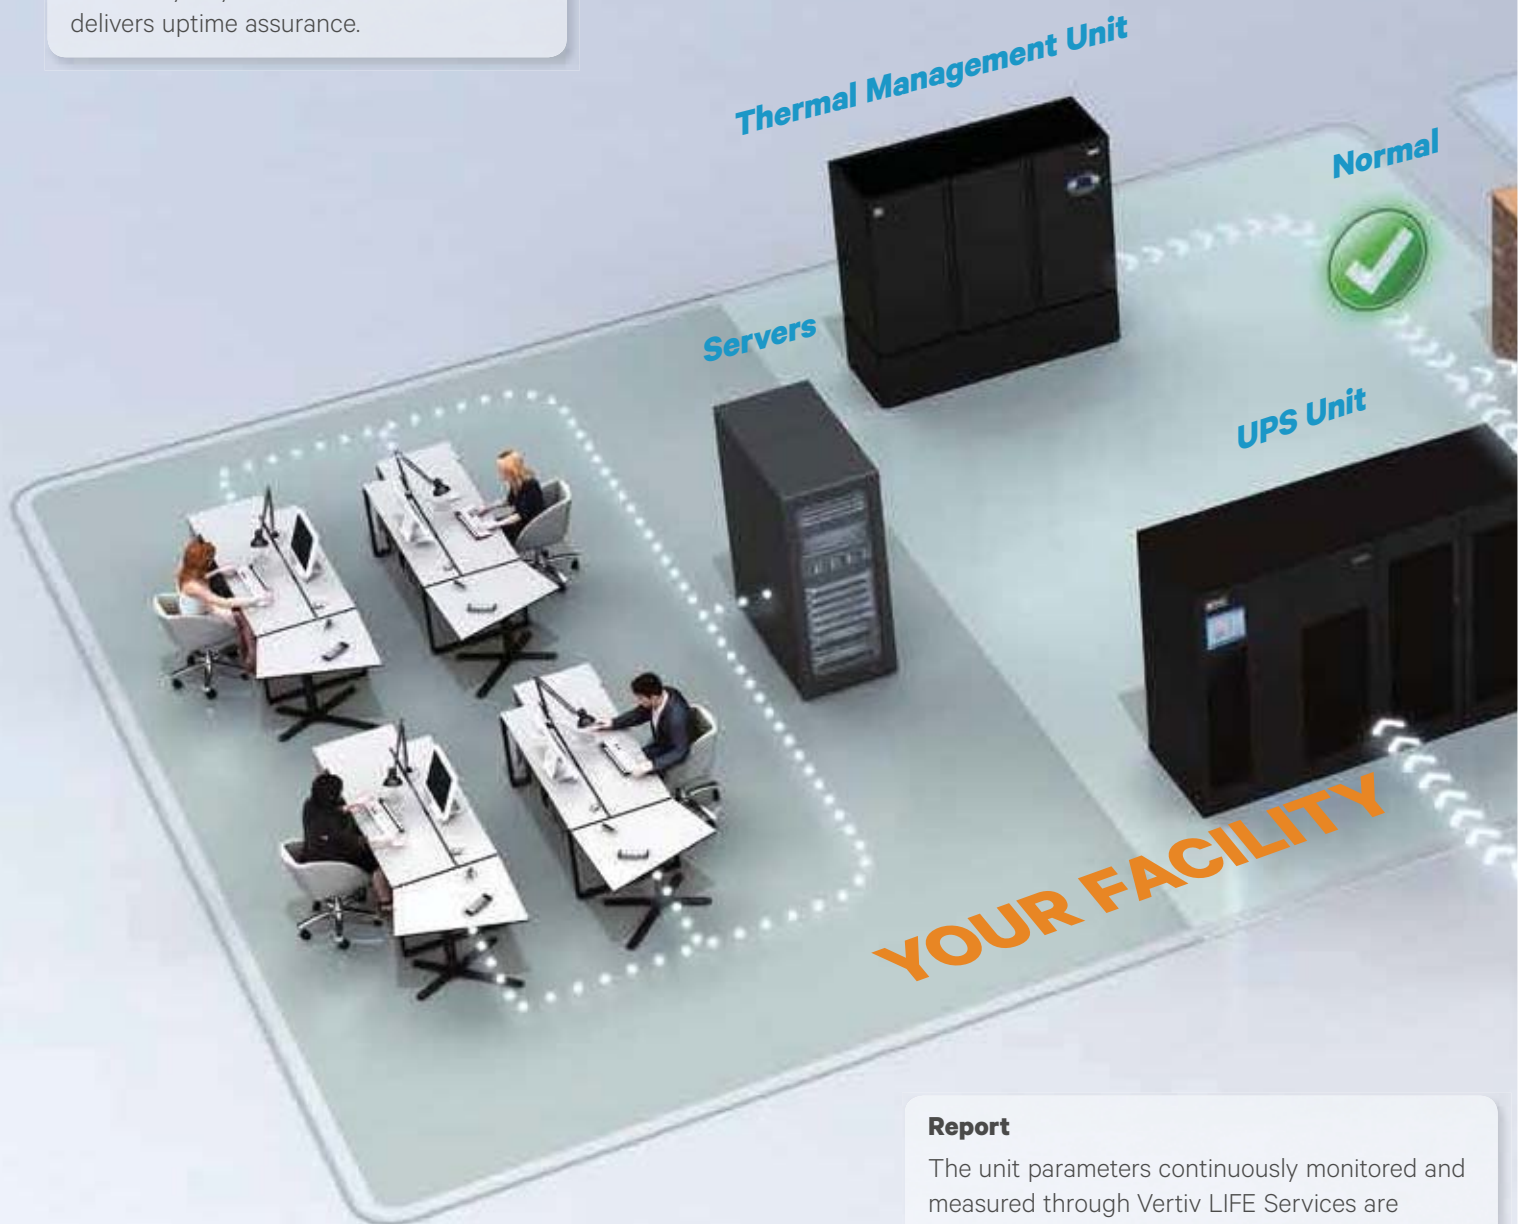 delivers uptime assurance.
Thermal Management Unit
Normal
Servers
UPS Unit
YOUR FACILITY
Report
The unit parameters continuously monitored and
measured through Vertiv LIFE Services are